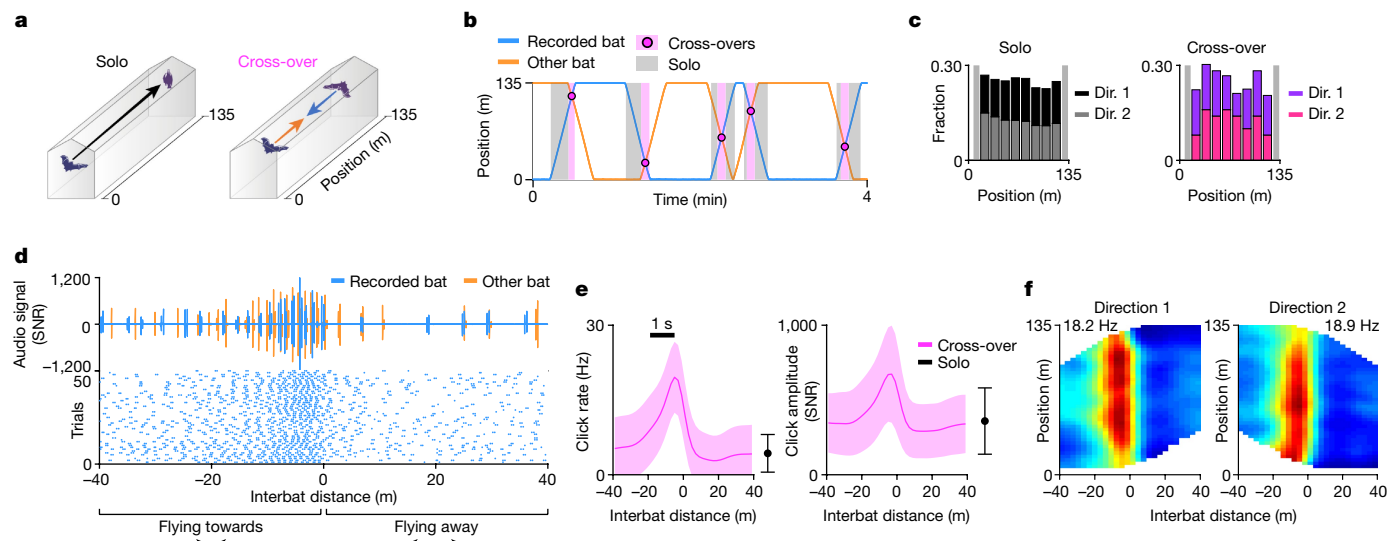 a
Solo
Cross-over
135
0
135
0
Position (m)
b
Recorded bat
Other bat
Cross-overs
Solo
135
Position (m)
0
0
Time (min)
4
c
Solo
0.30
Fraction
0
0
135
Position (m)
Dir. 1
Dir. 2
Cross-over
0.30
0
0
135
Position (m)
Dir. 1
Dir. 2
d
Recorded bat
Other bat
Audio signal
(SNR)
1,200
0
−1,200
50
Trials
0
−40
−20
0
20
40
Interbat distance (m)
Flying towards
Flying away
e
30
Click rate (Hz)
0
1 s
−40
−20
0
20
40
Interbat distance (m)
1,000
Click amplitude
(SNR)
0
Cross-over
Solo
−40
−20
0
20
40
Interbat distance (m)
f
Direction 1
135
18.2 Hz
Position (m)
0
−40
−20
0
20
40
Interbat distance (m)
Direction 2
135
18.9 Hz
Position (m)
0
−40
−20
0
20
40
Interbat distance (m)